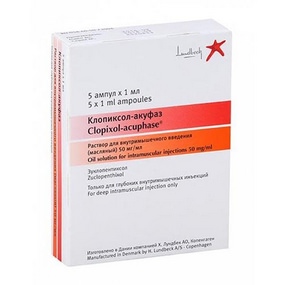 Lundbeck
5 ампул x 1 мл
5 x 1 ml ampoules
Клопиксол-акуфаз
Clopixol-acuphase®
Раствор для внутримышечного введения
(масляный) 50 мг/мл
Oil solution for intramuscular injections 50 mg/ml
Зуклопентиксол
Zuclopenthixol
Только для глубоких внутримышечных инъекций
For deep intramuscular injection only
Изготовлено в Дании компанией Х. Лундбек А/О, Копенгаген
Manufactured in Denmark by H. Lundbeck A/S - Copenhagen